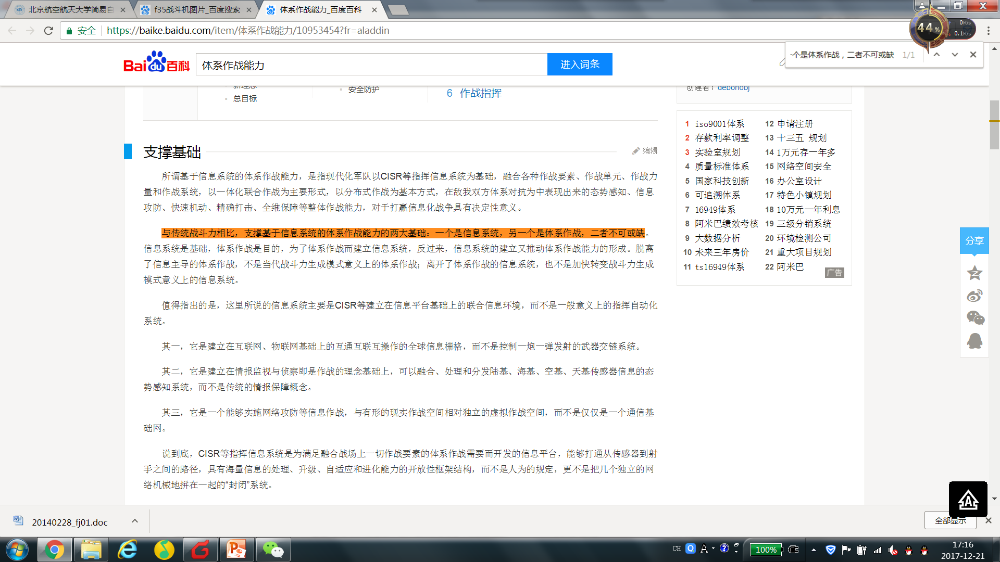 北京航空航天大学简易自
f35战斗机图片_百度搜索
体系作战能力_百度百科
安全
https://baike.baidu.com/item/体系作战能力/10953454?fr=aladdin
44%
0K/s
0.1K/s
一个是体系作战，二者不可或缺
1/1
Bai du 百科
体系作战能力
进入词条
总目标
安全防护
6 作战指挥
创建者：debonobj
支撑基础
编辑
所谓基于信息系统的体系作战能力，是指现代化军队以CISR等指挥信息系统为基础，融合各种作战要素、作战单元、作战力
量和作战系统，以一体化联合作战为主要形式，以分布式作战为基本方式，在敌我双方体系对抗为中表现出来的态势感知、信息
攻防、快速机动、精确打击、全维保障等整体作战能力，对于打赢信息化战争具有决定性意义。
与传统战斗力相比，支撑基于信息系统的体系作战能力的两大基础：一个是信息系统，另一个是体系作战，二者不可或缺。
信息系统是基础，体系作战是目的，为了体系作战而建立信息系统，反过来，信息系统的建立又推动体系作战能力的形成。脱离
了信息主导的体系作战，不是当代战斗力生成模式意义上的体系作战；离开了体系作战的信息系统，也不是加快转变战斗力生成
模式意义上的信息系统。
值得指出的是，这里所说的信息系统主要是CISR等建立在信息平台基础上的联合信息环境，而不是一般意义上的指挥自动化
系统。
其一，它是建立在互联网、物联网基础上的互通互联互操作的全球信息栅格，而不是控制一炮一弹发射的武器交链系统。
其二，它是建立在情报监视与侦察即是作战的理念基础上，可以融合、处理和分发陆基、海基、空基、天基传感器信息的态
势感知系统，而不是传统的情报保障概念。
其三，它是一个能够实施网络攻防等信息作战，与有形的现实作战空间相对独立的虚拟作战空间，而不是仅仅是一个通信基
础网。
说到底，CISR等指挥信息系统是为满足融合战场上一切作战要素的体系作战需要而开发的信息平台，能够打通从传感器到射
手之间的路径，具有海量信息的处理、升级、自适应和进化能力的开放性框架结构，而不是人为的规定，更不是把几个独立的网
络机械地拼在一起的“封闭”系统。
1 iso9001体系
2 存款利率调整
3 实验室规划
4 质量标准体系
5 国家科技创新
6 可追溯体系
7 16949体系
8 阿米巴绩效考核
9 大数据分析
10 未来三年房价
11 ts16949体系
12 申请注册
13 十三五 规划
14 1万元存一年多
15 网络空间安全
16 办公室设计
17 特色小镇规划
18 10万元一年利息
19 三级分销系统
20 环境检测公司
21 重大项目规划
22 阿米巴
广告
分享
20140228_fj01.doc
全部显示
CH
100%
17:16
2017-12-21